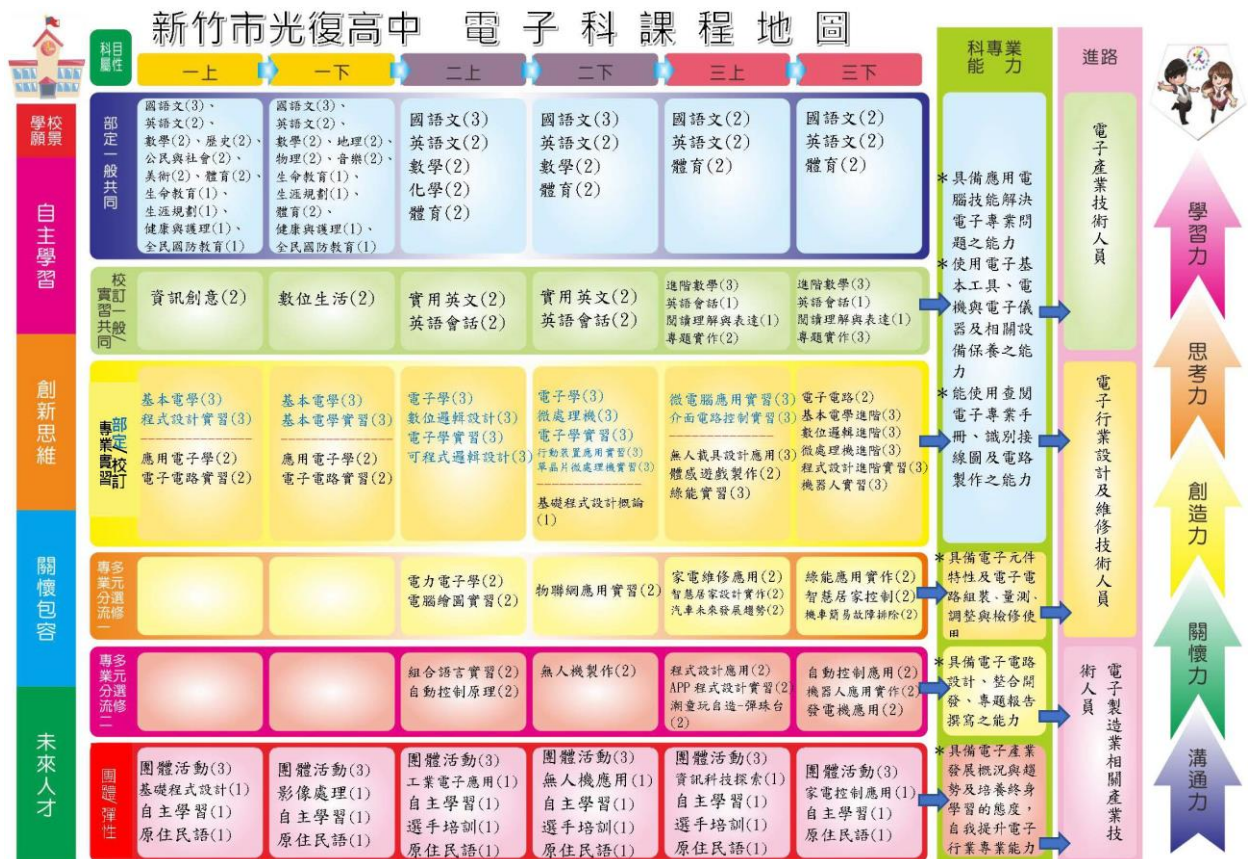 新竹市光復高中 電子科課程地圖
科目
屬性
一上
一下
二上
二下
三上
三下
科專業
能力
進路
學校
願景
自主學習
創新思維
關懷包容
未來人才
部定一般共同
國語文(3)、
英語文(2)、
數學(2)、歷史(2)、
公民與社會(2)、
美術(2)、體育(2)、
生命教育(1)、
生涯規劃(1)、
健康與護理(1)、
全民國防教育(1)
國語文(3)、
英語文(2)、
數學(2)、地理(2)、
物理(2)、音樂(2)、
生命教育(1)、
生涯規劃(1)、
體育(2)、
健康與護理(1)、
全民國防教育(1)
國語文(3)
英語文(2)
數學(2)
化學(2)
體育(2)
國語文(3)
英語文(2)
數學(2)
體育(2)
國語文(2)
英語文(2)
體育(2)
國語文(2)
英語文(2)
體育(2)
校訂一般/
實習共同
資訊創意(2)
數位生活(2)
實用英文(2)
英語會話(2)
實用英文(2)
英語會話(2)
進階數學(3)
英語會話(1)
閱讀理解與表達(1)
專題實作(2)
進階數學(3)
英語會話(1)
閱讀理解與表達(1)
專題實作(3)
部定/校訂
專業實習
基本電學(3)
程式設計實習(3)
應用電子學(2)
電子電路實習(2)
基本電學(3)
基本電學實習(3)
應用電子學(2)
電子電路實習(2)
電子學(3)
數位邏輯設計(3)
電子學實習(3)
可程式邏輯設計(3)
電子學(3)
微處理機(3)
電子學實習(3)
行動裝置應用實習(3)
單晶片微處理機實習(3)
基礎程式設計概論
(1)
微電腦應用實習(3)
介面電路控制實習(3)
無人載具設計應用(3)
體感遊戲製作(2)
綠能實習(3)
電子電路(2)
基本電學進階(3)
數位邏輯進階(3)
微處理機進階(3)
程式設計進階實習(3)
機器人實習(3)
多元選修
專業分流一
電力電子學(2)
電腦繪圖實習(2)
物聯網應用實習(2)
家電維修應用(2)
智慧居家設計實作(2)
汽車未來發展趨勢(2)
綠能應用實作(2)
智慧居家控制(2)
機車簡易故障排除(2)
多元選修
專業分流二
組合語言實習(2)
自動控制原理(2)
無人機製作(2)
程式設計應用(2)
APP 程式設計實習(2)
潮童玩自造-彈珠台
(2)
自動控制應用(2)
機器人應用實作(2)
發電機應用(2)
團體/彈性
團體活動(3)
基礎程式設計(1)
自主學習(1)
原住民語(1)
團體活動(3)
影像處理(1)
自主學習(1)
原住民語(1)
團體活動(3)
工業電子應用(1)
自主學習(1)
選手培訓(1)
原住民語(1)
團體活動(3)
無人機應用(1)
自主學習(1)
選手培訓(1)
原住民語(1)
團體活動(3)
資訊科技探索(1)
自主學習(1)
選手培訓(1)
原住民語(1)
團體活動(3)
家電控制應用(1)
自主學習(1)
原住民語(1)
*具備應用電
腦技能解決
電子專業問
題之能力
*使用電子基
本工具、電
機與電子儀
器及相關設
備保養之能
力
*能使用查閱
電子專業手
冊、識別接
線圖及電路
製作之能力
*具備電子元件
特性及電子電
路組裝、量測、
調整與檢修使
用
*具備電子電路
設計、整合開
發、專題報告
撰寫之能力
*具備電子產業
發展概況與趨
勢及培養終身
學習的態度，
自我提升電子
行業專業能力
電子產業技術人員
電子行業設計及維修技術人員
電子製造業相關產業技
術人員
學習力
思考力
創造力
關懷力
溝通力